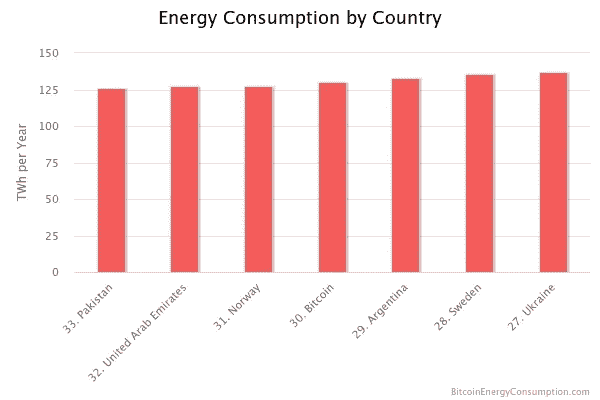 Energy Consumption by Country
TWh per Year
150
125
100
75
50
25
0
33. Pakistan
32. United Arab Emirates
31. Norway
30. Bitcoin
29. Argentina
28. Sweden
27. Ukraine
BitcoinEnergyConsumption.com